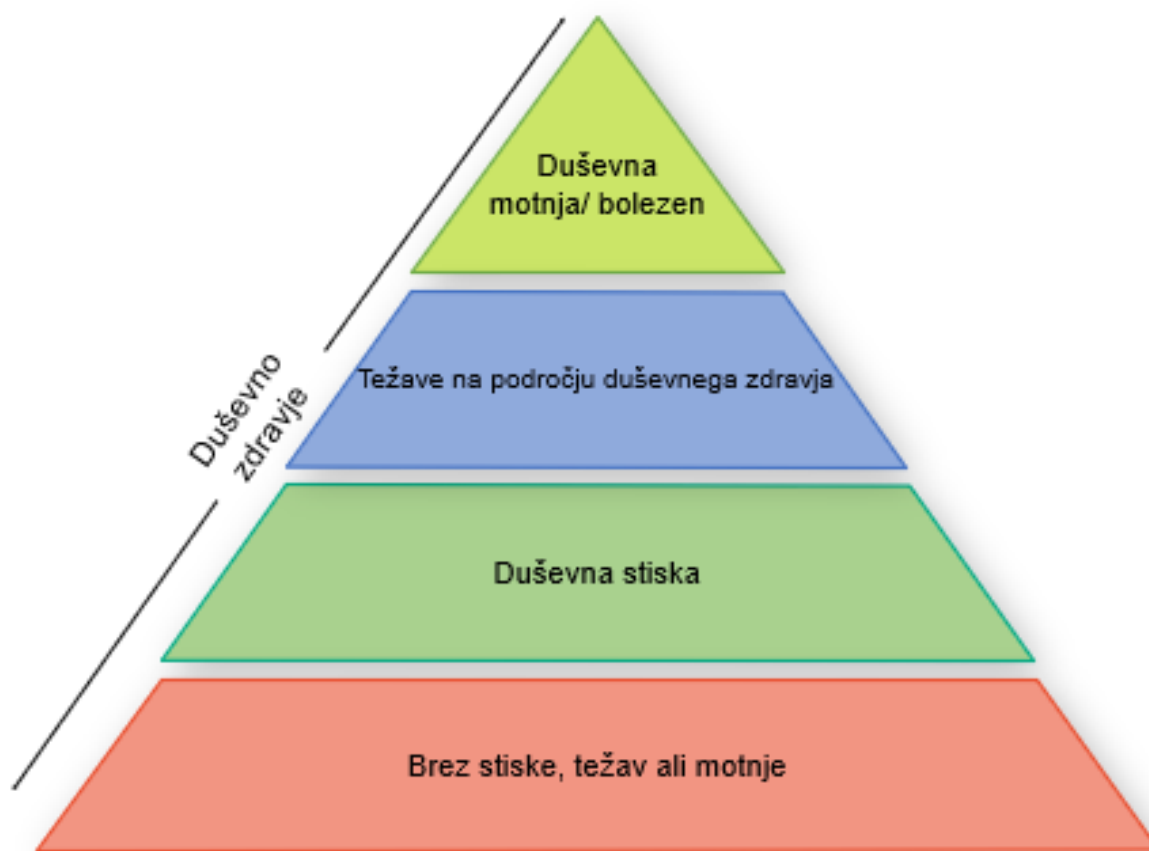 Duševna
motnja/ bolezen
Težave na področju duševnega zdravja
Duševno
zdravje
Duševna stiska
Brez stiske, težav ali motnje